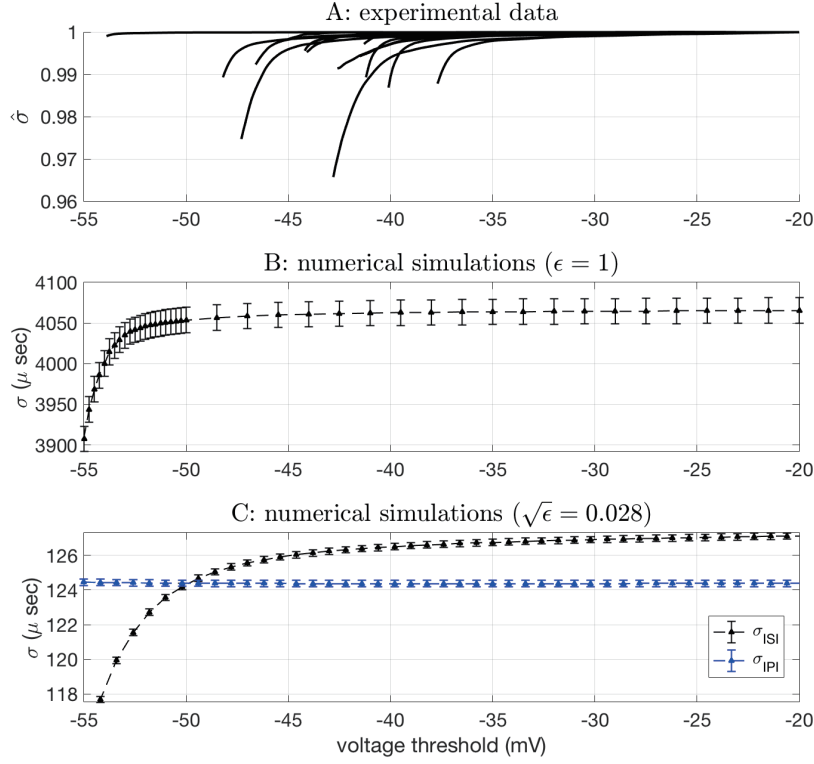 A: experimental data
1
0.99
0.98
0.97
0.96
σ̂
-55 -50 -45 -40 -35 -30 -25 -20
B: numerical simulations (ϵ = 1)
4100
4050
4000
3950
3900
σ (μ sec)
-55 -50 -45 -40 -35 -30 -25 -20
C: numerical simulations (√ϵ = 0.028)
126
124
122
120
118
σ (μ sec)
σ_ISI
σ_IPI
-55 -50 -45 -40 -35 -30 -25 -20
voltage threshold (mV)